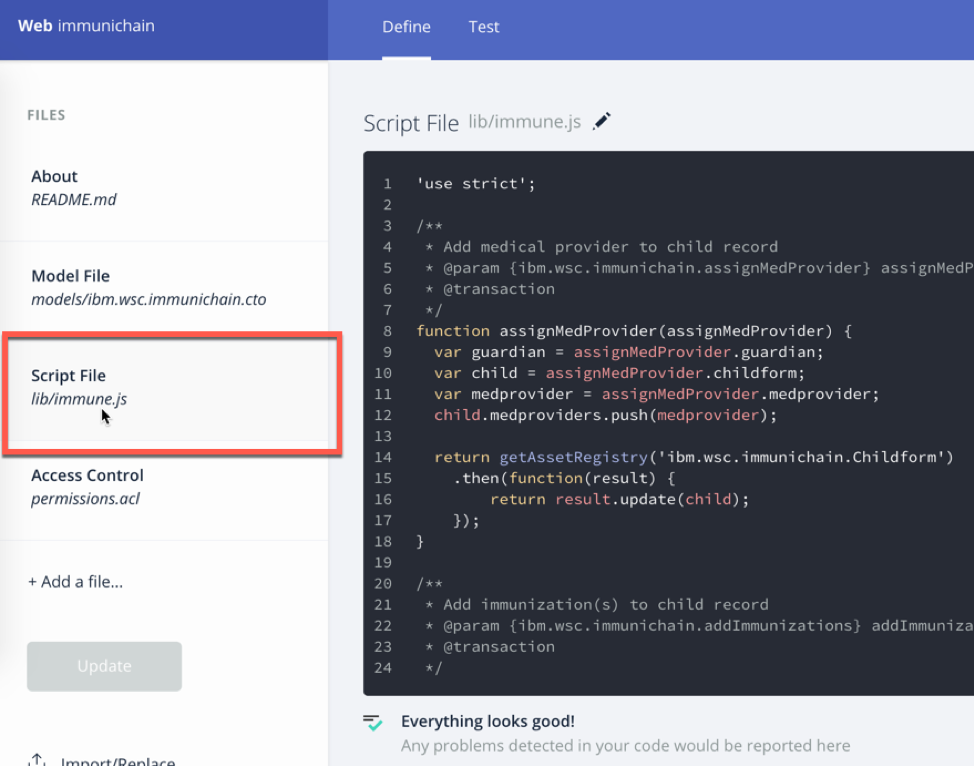 Web immunichain
Define
Test
FILES
About
README.md
Model File
models/ibm.wsc.immunichain.cto
Script File
lib/immune.js
Access Control
permissions.acl
+ Add a file...
Update
Import/Replace
Script File lib/immune.js
1 'use strict';
2
3 /**
4 * Add medical provider to child record
5 * @param {ibm.wsc.immunichain.assignMedProvider} assignMedP
6 * @transaction
7 */
8 function assignMedProvider(assignMedProvider) {
9 var guardian = assignMedProvider.guardian;
10 var child = assignMedProvider.childform;
11 var medprovider = assignMedProvider.medprovider;
12 child.medproviders.push(medprovider);
13
14 return getAssetRegistry('ibm.wsc.immunichain.Childform')
15 .then(function(result) {
16 return result.update(child);
17 });
18 }
19
20 /**
21 * Add immunization(s) to child record
22 * @param {ibm.wsc.immunichain.addImmunizations} addImmuniza
23 * @transaction
24 */
Everything looks good!
Any problems detected in your code would be reported here